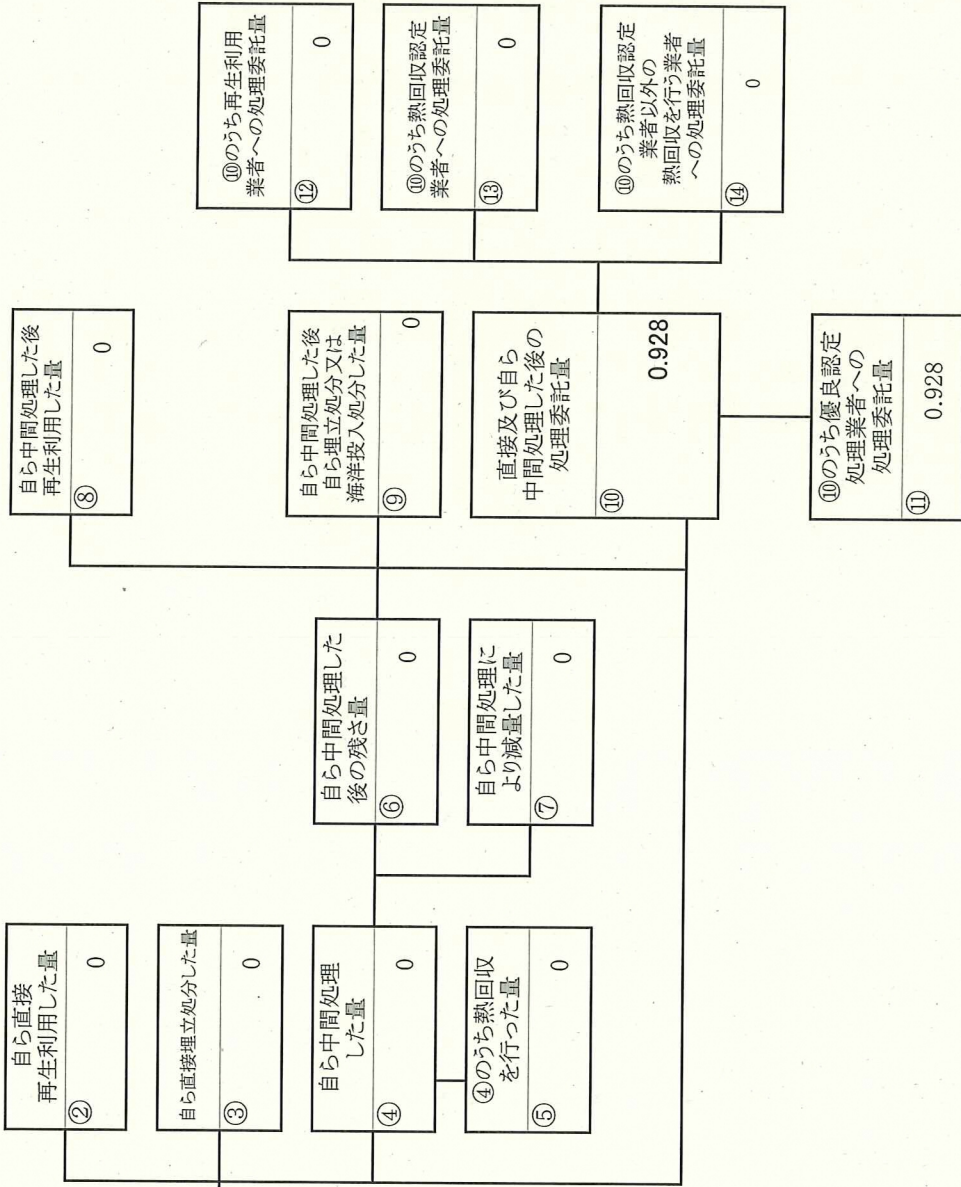 自ら直接
再生利用した量
②
0
自ら直接埋立処分した量
③
0
自ら中間処理
した量
④
0
④のうち熱回収
を行った量
⑤
0
自ら中間処理した
後の残さ量
⑥
0
自ら中間処理に
より減量した量
⑦
0
自ら中間処理した後
再生利用した量
⑧
0
自ら中間処理した後
自ら埋立処分又は
海洋投入処分した量
⑨
0
直接及び自ら
中間処理した後の
処理委託量
⑩
0.928
⑩のうち優良認定
処理業者への
処理委託量
⑪
0.928
⑩のうち再生利用
業者への処理委託量
⑫
0
⑩のうち熱回収認定
業者への処理委託量
⑬
0
⑩のうち熱回収認定
業者以外の
熱回収を行う業者
への処理委託量
⑭
0